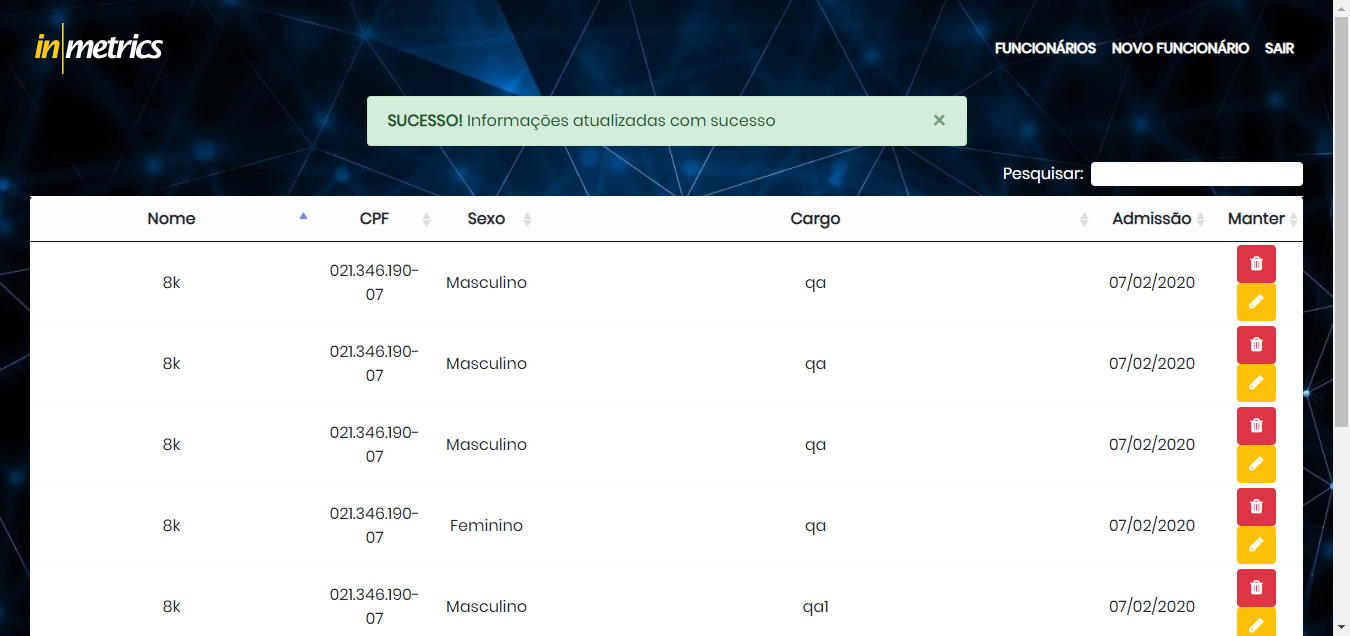 in metrics
FUNCIONÁRIOS NOVO FUNCIONÁRIO SAIR
SUCESSO! Informações atualizadas com sucesso ×
Pesquisar:
Nome CPF Sexo Cargo Admissão Manter
8k 021.346.190-07 Masculino qa 07/02/2020
8k 021.346.190-07 Masculino qa 07/02/2020
8k 021.346.190-07 Masculino qa 07/02/2020
8k 021.346.190-07 Feminino qa 07/02/2020
8k 021.346.190-07 Masculino qa1 07/02/2020